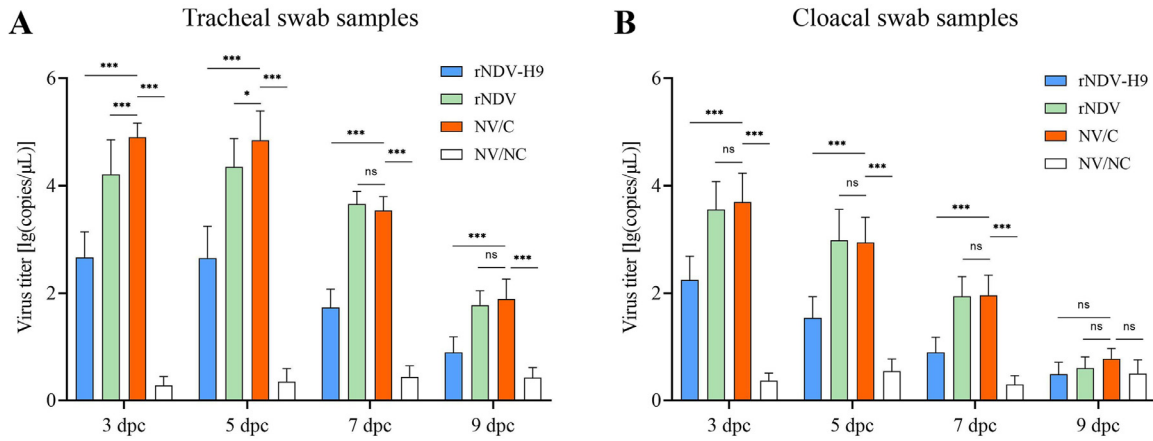 A
Tracheal swab samples
Virus titer [lg(copies/μL)]
6
4
2
0
*** *** ***
*** * ***
*** ns ***
*** ns ***
rNDV-H9
rNDV
NV/C
NV/NC
3 dpc 5 dpc 7 dpc 9 dpc
B
Cloacal swab samples
Virus titer [lg(copies/μL)]
6
4
2
0
*** ns ***
*** ns ***
*** ns ***
ns ns ns
rNDV-H9
rNDV
NV/C
NV/NC
3 dpc 5 dpc 7 dpc 9 dpc